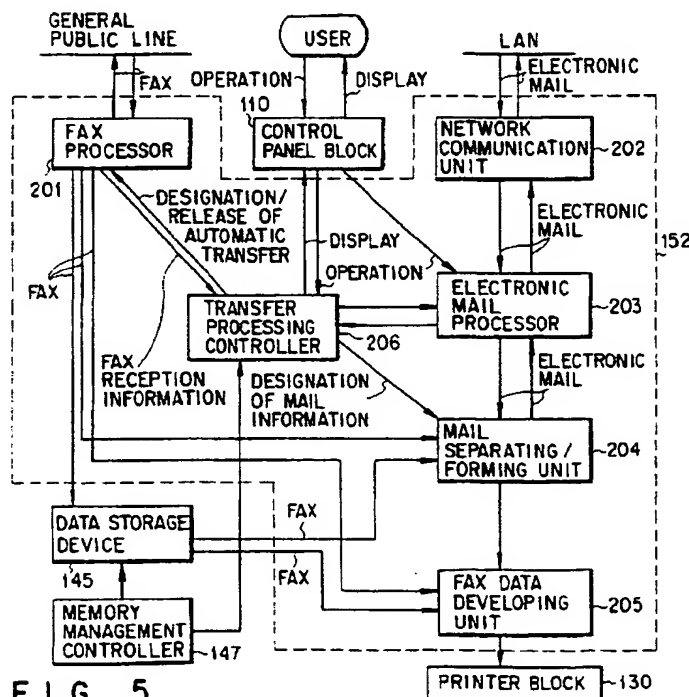 GENERAL
PUBLIC LINE
USER
LAN
FAX
OPERATION
DISPLAY
ELECTRONIC
MAIL
110
FAX
PROCESSOR
201
CONTROL
PANEL BLOCK
NETWORK
COMMUNICATION
UNIT
202
DESIGNATION/
RELEASE OF
AUTOMATIC
TRANSFER
DISPLAY
OPERATION
ELECTRONIC
MAIL
152
FAX
TRANSFER
PROCESSING
CONTROLLER
206
ELECTRONIC
MAIL
PROCESSOR
203
FAX
RECEPTION
INFORMATION
DESIGNATION
OF MAIL
INFORMATION
ELECTRONIC
MAIL
MAIL
SEPARATING/
FORMING UNIT
204
DATA STORAGE
DEVICE
145
FAX
FAX
FAX DATA
DEVELOPING
UNIT
205
MEMORY
MANAGEMENT
CONTROLLER
147
PRINTER BLOCK
130
FIG. 5